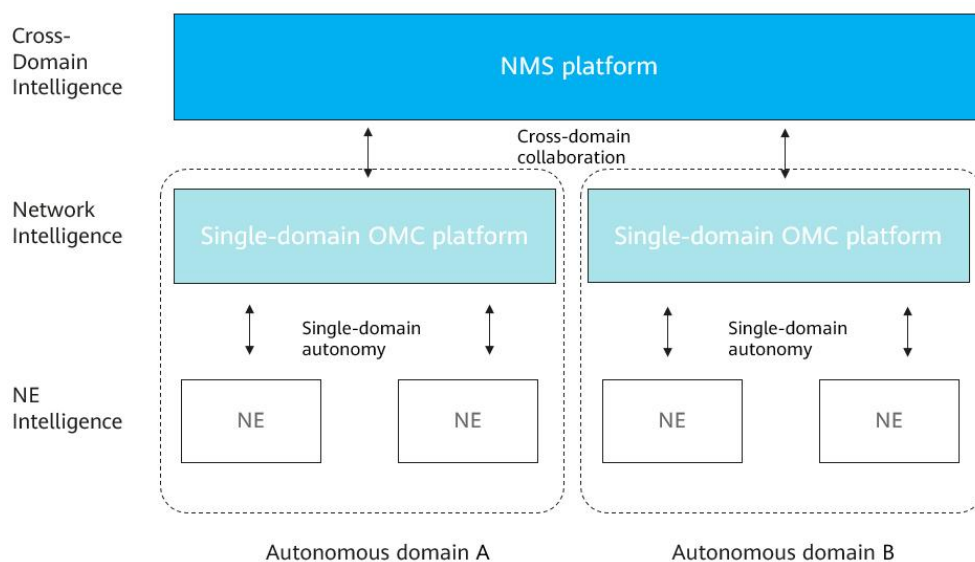 Cross-
Domain
Intelligence
NMS platform
Cross-domain
collaboration
Network
Intelligence
Single-domain OMC platform
Single-domain OMC platform
Single-domain
autonomy
Single-domain
autonomy
NE
Intelligence
NE
NE
NE
NE
Autonomous domain A
Autonomous domain B